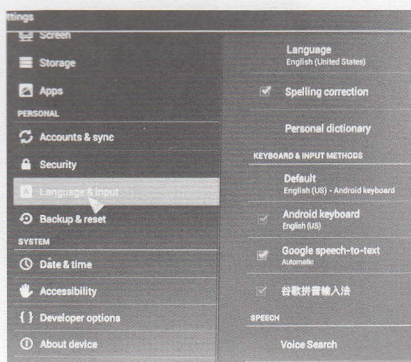 ttings
Screen
Storage
Apps
PERSONAL
Accounts & sync
Security
Language & input
Backup & reset
SYSTEM
Date & time
Accessibility
{ } Developer options
About device
Language
English (United States)
Spelling correction
Personal dictionary
KEYBOARD & INPUT METHODS
Default
English (US) - Android keyboard
Android keyboard
English (US)
Google speech-to-text
Automatic
谷歌拼音输入法
SPEECH
Voice Search